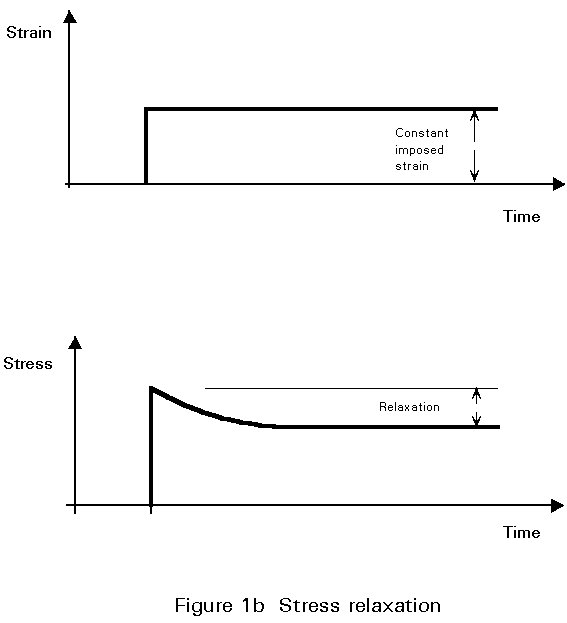 Strain
Constant
imposed
strain
Time
Stress
Relaxation
Time
Figure 1b Stress relaxation